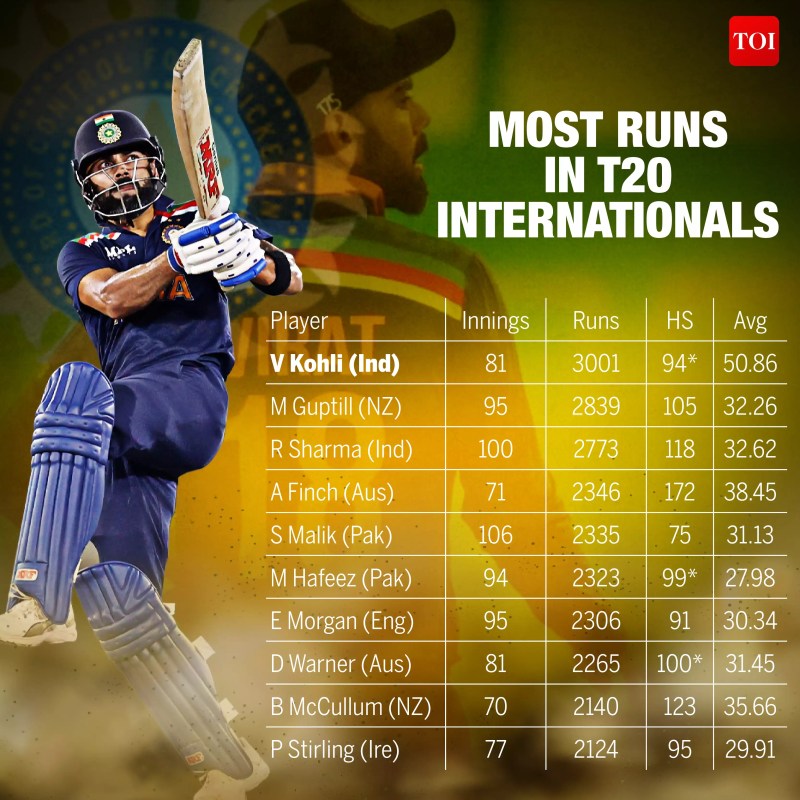 TOI
MOST RUNS
IN T20
INTERNATIONALS
Player Innings Runs HS Avg
V Kohli (Ind) 81 3001 94* 50.86
M Guptill (NZ) 95 2839 105 32.26
R Sharma (Ind) 100 2773 118 32.62
A Finch (Aus) 71 2346 172 38.45
S Malik (Pak) 106 2335 75 31.13
M Hafeez (Pak) 94 2323 99* 27.98
E Morgan (Eng) 95 2306 91 30.34
D Warner (Aus) 81 2265 100* 31.45
B McCullum (NZ) 70 2140 123 35.66
P Stirling (Ire) 77 2124 95 29.91
VIRAT
18
MRF